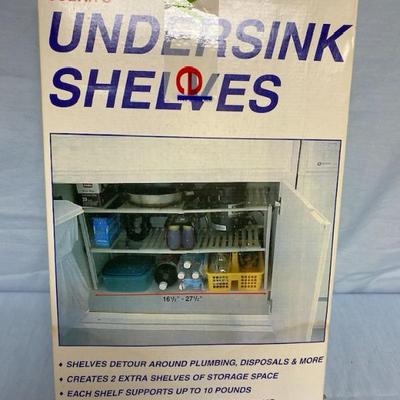 UNDERSINK
SHELVES
16½" - 27½"
• SHELVES DETOUR AROUND PLUMBING, DISPOSALS & MORE
• CREATES 2 EXTRA SHELVES OF STORAGE SPACE
• EACH SHELF SUPPORTS UP TO 10 POUNDS